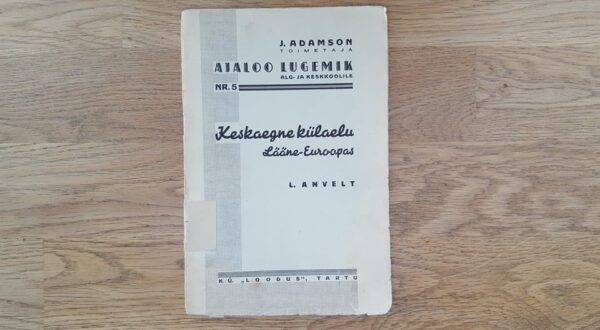 J. ADAMSON
TOIMETAJA
AJALOO LUGEMIK
ALG- JA KESKKOOLILE
NR. 5
Keskaegne külaelu
Lääne-Euroopas
L. ANVELT
K.Ü. „LOODUS", TARTU